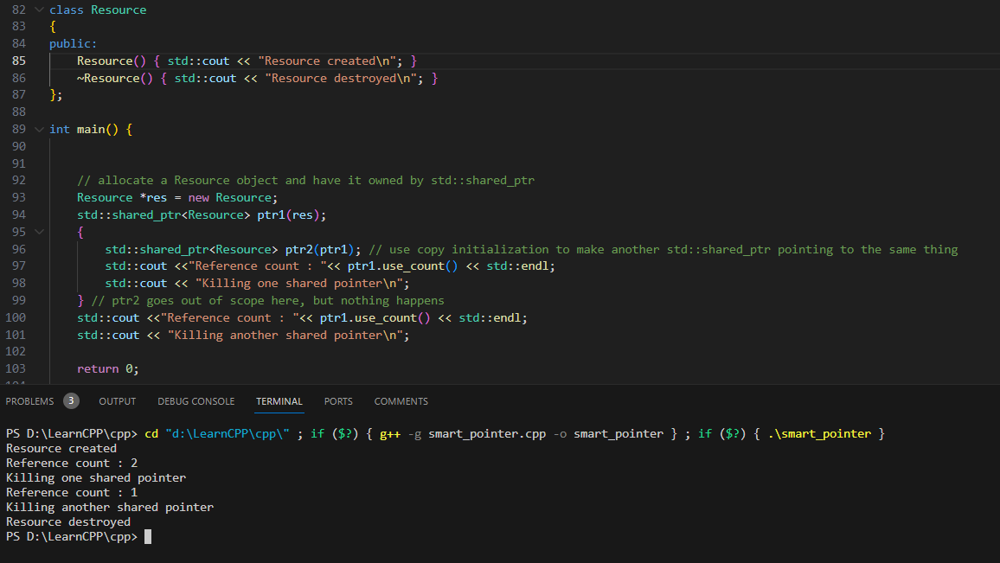 82 class Resource
83 {
84 public:
85 Resource() { std::cout << "Resource created\n"; }
86 ~Resource() { std::cout << "Resource destroyed\n"; }
87 };
88
89 int main() {
90
91
92 // allocate a Resource object and have it owned by std::shared_ptr
93 Resource *res = new Resource;
94 std::shared_ptr<Resource> ptr1(res);
95 {
96 std::shared_ptr<Resource> ptr2(ptr1); // use copy initialization to make another std::shared_ptr pointing to the same thing
97 std::cout <<"Reference count : "<< ptr1.use_count() << std::endl;
98 std::cout << "Killing one shared pointer\n";
99 } // ptr2 goes out of scope here, but nothing happens
100 std::cout <<"Reference count : "<< ptr1.use_count() << std::endl;
101 std::cout << "Killing another shared pointer\n";
102
103 return 0;
PROBLEMS 3 OUTPUT DEBUG CONSOLE TERMINAL PORTS COMMENTS
PS D:\LearnCPP\cpp> cd "d:\LearnCPP\cpp\" ; if ($?) { g++ -g smart_pointer.cpp -o smart_pointer } ; if ($?) { .\smart_pointer }
Resource created
Reference count : 2
Killing one shared pointer
Reference count : 1
Killing another shared pointer
Resource destroyed
PS D:\LearnCPP\cpp>